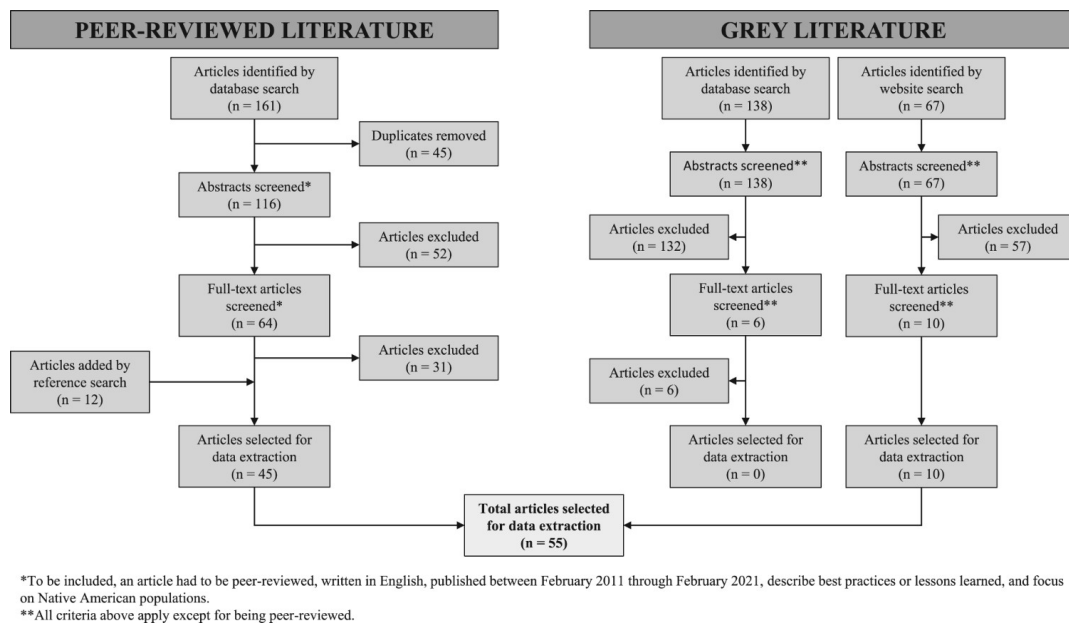 PEER-REVIEWED LITERATURE
Articles identified by
database search
(n = 161)
Duplicates removed
(n = 45)
Abstracts screened*
(n = 116)
Articles excluded
(n = 52)
Full-text articles
screened*
(n = 64)
Articles excluded
(n = 31)
Articles added by
reference search
(n = 12)
Articles selected for
data extraction
(n = 45)
GREY LITERATURE
Articles identified by
database search
(n = 138)
Abstracts screened**
(n = 138)
Articles excluded
(n = 132)
Full-text articles
screened**
(n = 6)
Articles excluded
(n = 6)
Articles selected for
data extraction
(n = 0)
Articles identified by
website search
(n = 67)
Abstracts screened**
(n = 67)
Articles excluded
(n = 57)
Full-text articles
screened**
(n = 10)
Articles selected for
data extraction
(n = 10)
Total articles selected
for data extraction
(n = 55)
*To be included, an article had to be peer-reviewed, written in English, published between February 2011 through February 2021, describe best practices or lessons learned, and focus
on Native American populations.
**All criteria above apply except for being peer-reviewed.